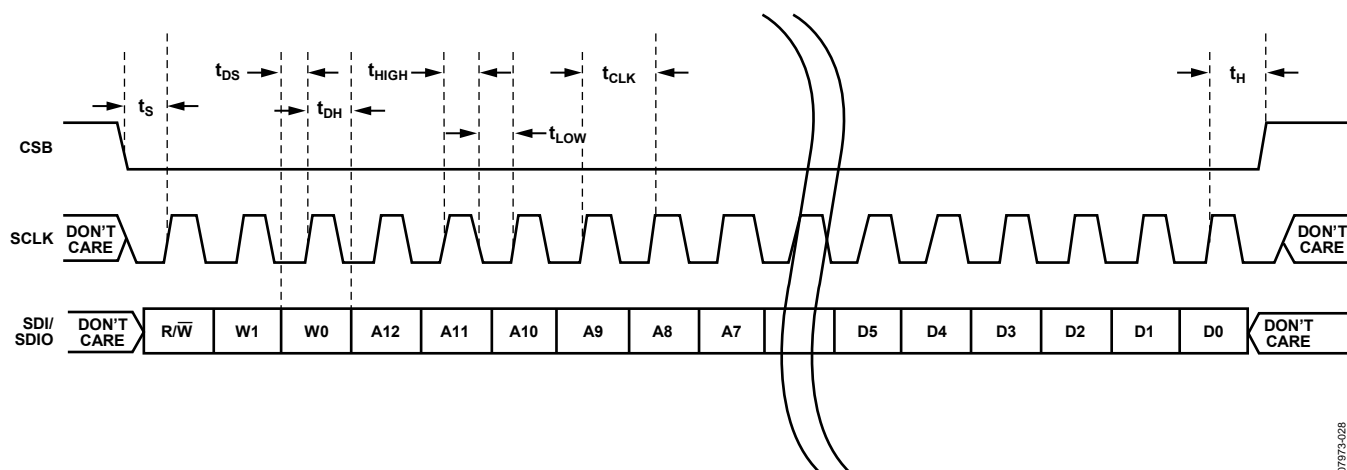 tDS
tHIGH
tCLK
tH
tS
tDH
tLOW
CSB
SCLK
DON'T CARE
DON'T CARE
SDI/
SDIO
DON'T CARE
R/W̅
W1
W0
A12
A11
A10
A9
A8
A7
D5
D4
D3
D2
D1
D0
DON'T CARE
07973-028